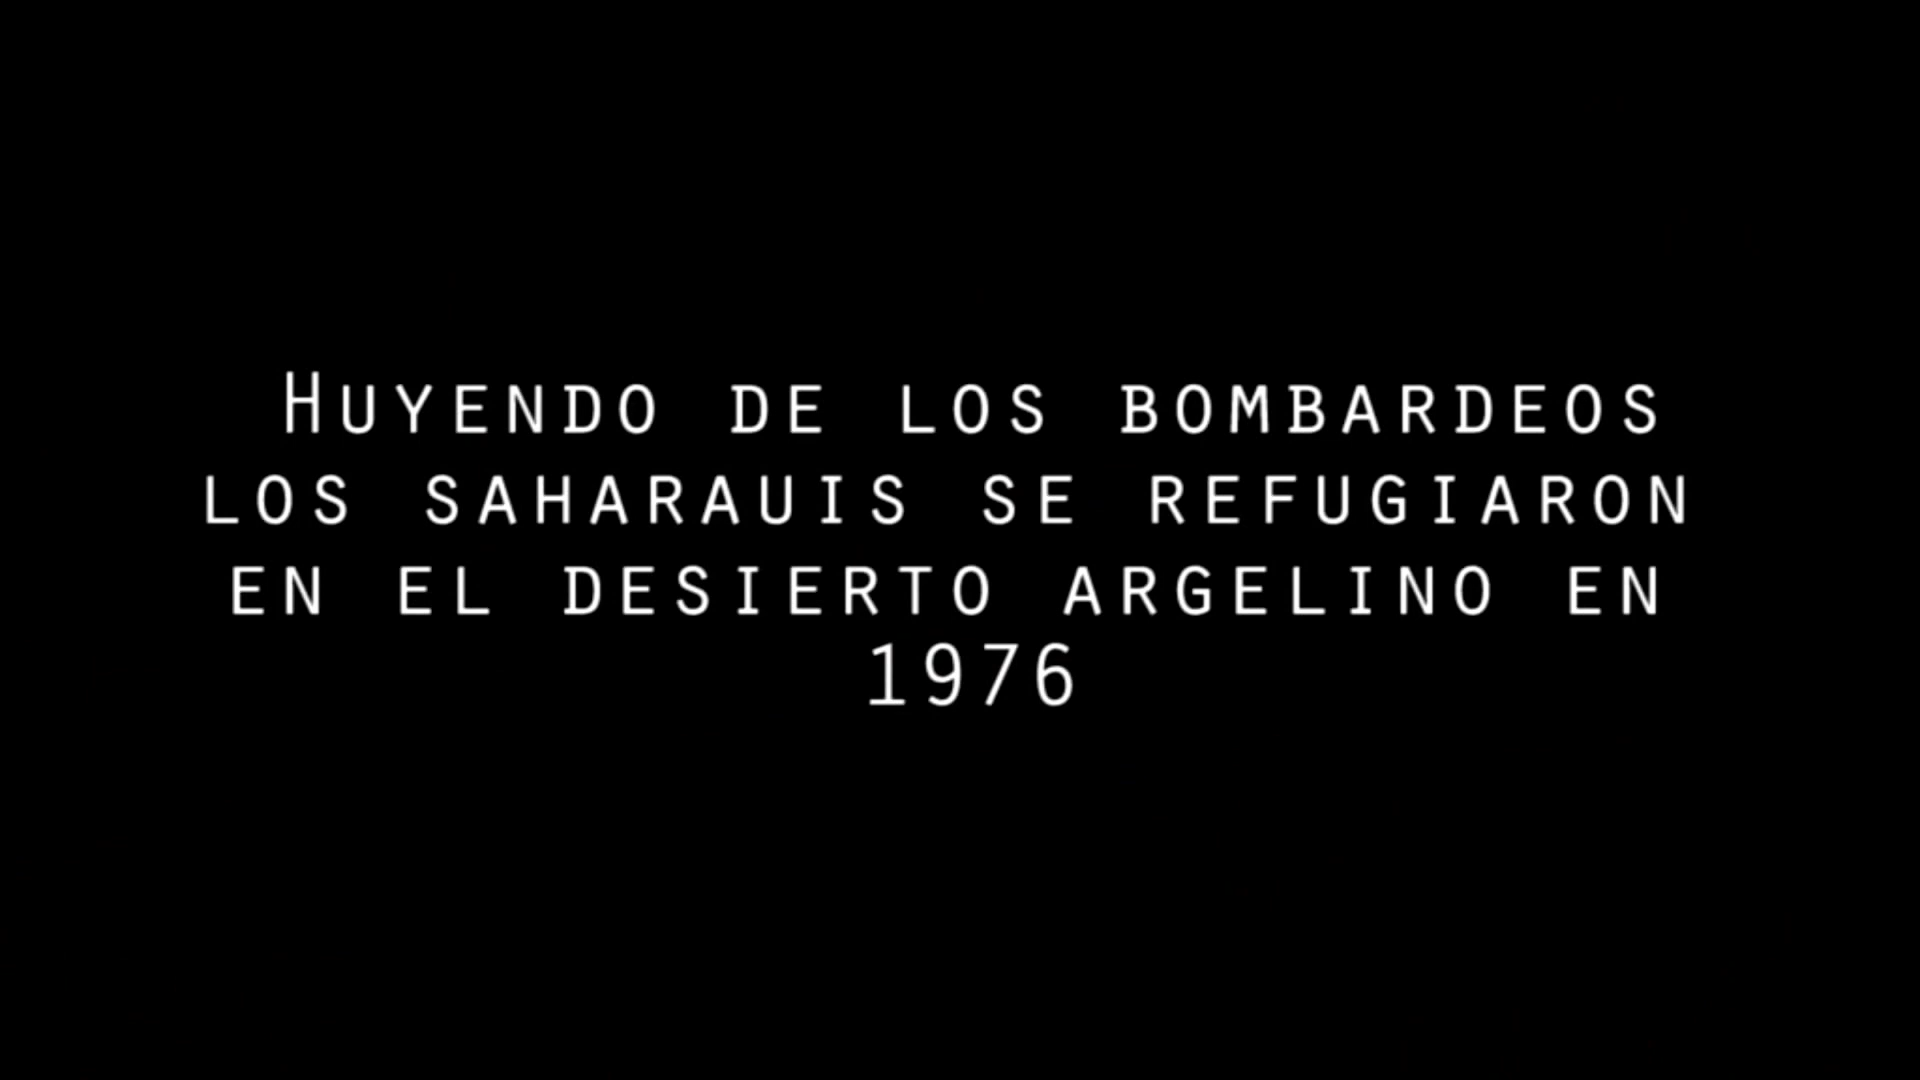 Huyendo de los bombardeos
los saharauis se refugiaron
en el desierto argelino en
1976